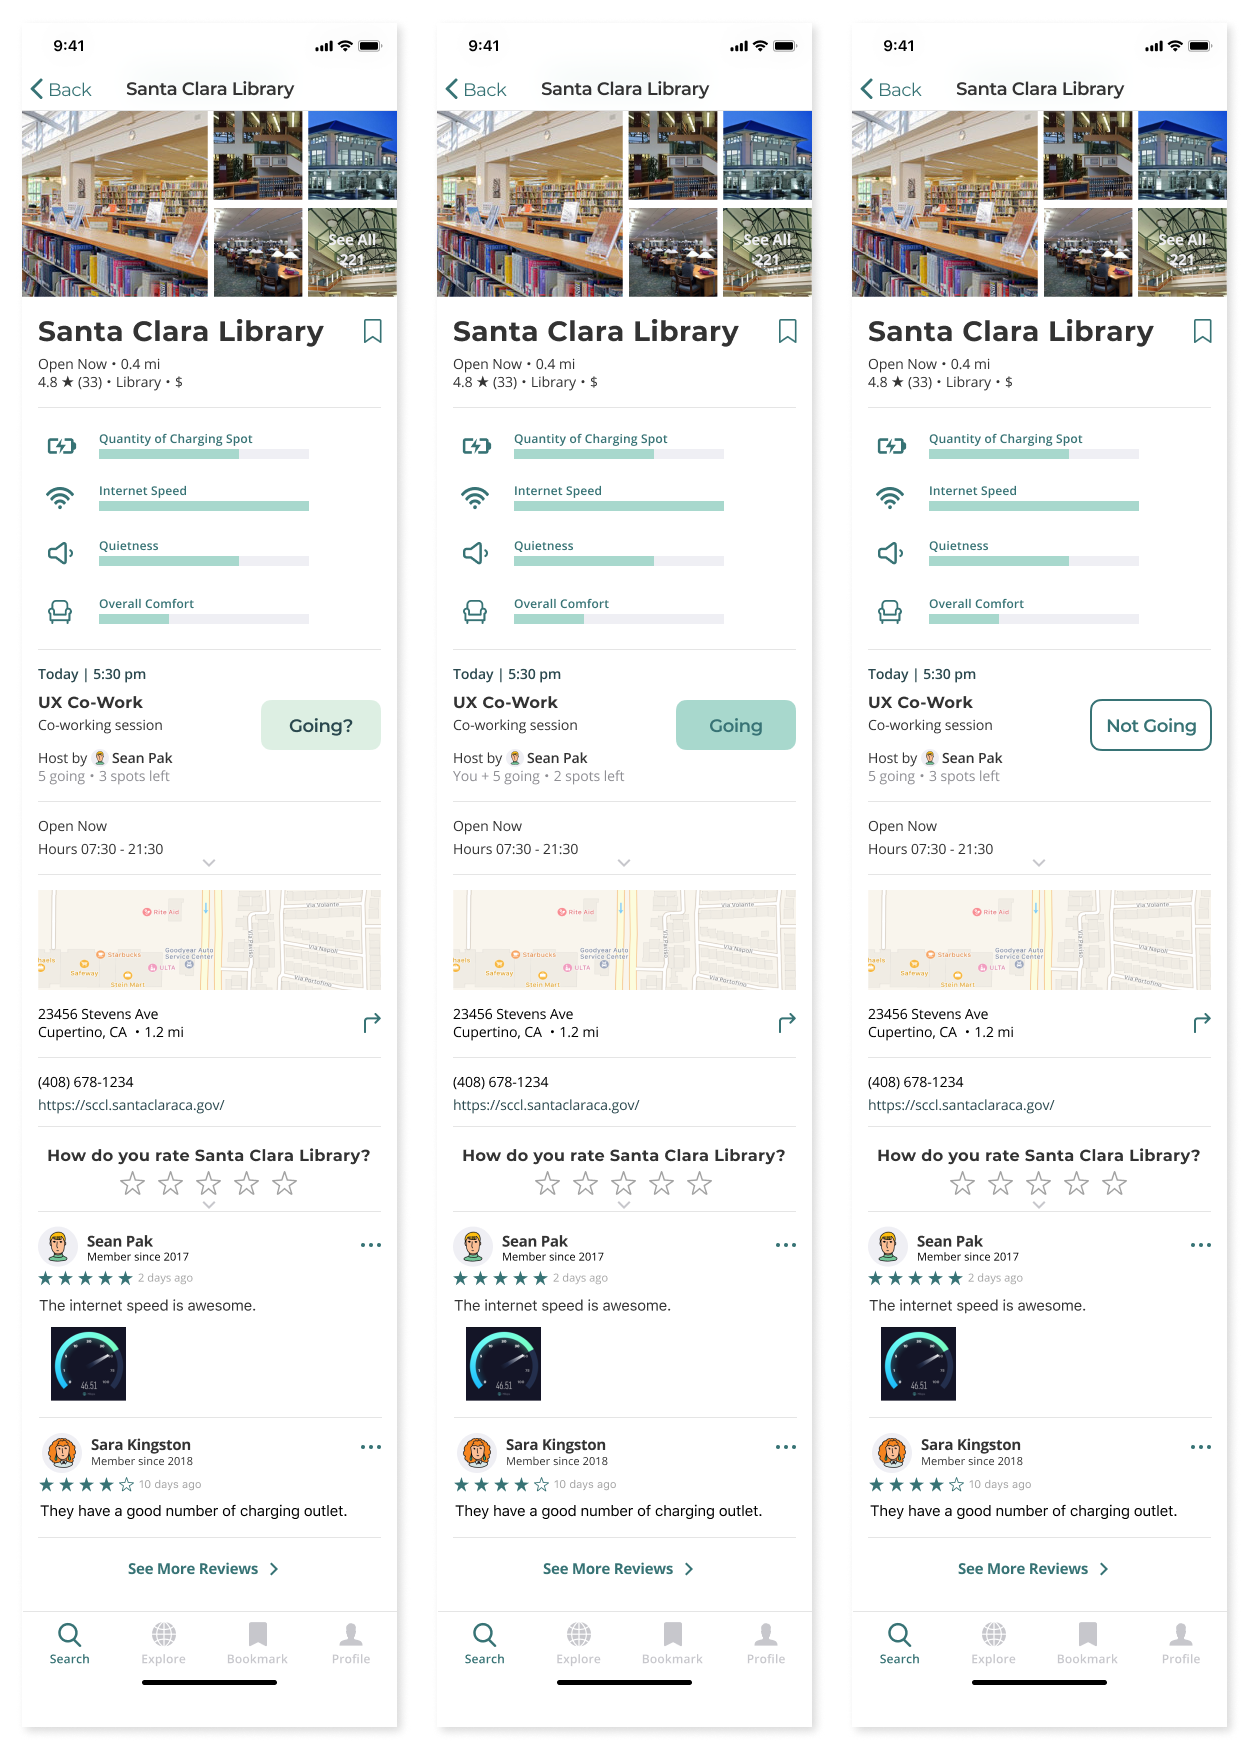 9:41
Back
Santa Clara Library
See All
221
Santa Clara Library
Open Now • 0.4 mi
4.8 ★ (33) • Library • $
Quantity of Charging Spot
Internet Speed
Quietness
Overall Comfort
Today | 5:30 pm
UX Co-Work
Co-working session
Going?
Host by Sean Pak
5 going • 3 spots left
Open Now
Hours 07:30 - 21:30
Via Volante
Rite Aid
Via Peninso
Via Napoli
Goodyear Auto
Service Center
Starbucks
haels
Safeway
ULTA
Via Portofino
Stein Mart
23456 Stevens Ave
Cupertino, CA • 1.2 mi
(408) 678-1234
https://sccl.santaclaraca.gov/
How do you rate Santa Clara Library?
Sean Pak
Member since 2017
2 days ago
The internet speed is awesome.
46.51
Sara Kingston
Member since 2018
10 days ago
They have a good number of charging outlet.
See More Reviews
Search Explore Bookmark Profile
9:41
Back
Santa Clara Library
See All
221
Santa Clara Library
Open Now • 0.4 mi
4.8 ★ (33) • Library • $
Quantity of Charging Spot
Internet Speed
Quietness
Overall Comfort
Today | 5:30 pm
UX Co-Work
Co-working session
Going
Host by Sean Pak
You + 5 going • 2 spots left
Open Now
Hours 07:30 - 21:30
Via Volante
Rite Aid
Via Napoli
Goodyear Auto
Service Center
Starbucks
haels
Safeway
ULTA
Via Portofino
Stein Mart
23456 Stevens Ave
Cupertino, CA • 1.2 mi
(408) 678-1234
https://sccl.santaclaraca.gov/
How do you rate Santa Clara Library?
Sean Pak
Member since 2017
2 days ago
The internet speed is awesome.
46.51
Sara Kingston
Member since 2018
10 days ago
They have a good number of charging outlet.
See More Reviews
Search Explore Bookmark Profile
9:41
Back
Santa Clara Library
See All
221
Santa Clara Library
Open Now • 0.4 mi
4.8 ★ (33) • Library • $
Quantity of Charging Spot
Internet Speed
Quietness
Overall Comfort
Today | 5:30 pm
UX Co-Work
Co-working session
Not Going
Host by Sean Pak
5 going • 3 spots left
Open Now
Hours 07:30 - 21:30
Via Volante
Rite Aid
Via Napoli
Goodyear Auto
Service Center
Starbucks
haels
Safeway
ULTA
Via Portofino
Stein Mart
23456 Stevens Ave
Cupertino, CA • 1.2 mi
(408) 678-1234
https://sccl.santaclaraca.gov/
How do you rate Santa Clara Library?
Sean Pak
Member since 2017
2 days ago
The internet speed is awesome.
46.51
Sara Kingston
Member since 2018
10 days ago
They have a good number of charging outlet.
See More Reviews
Search Explore Bookmark Profile